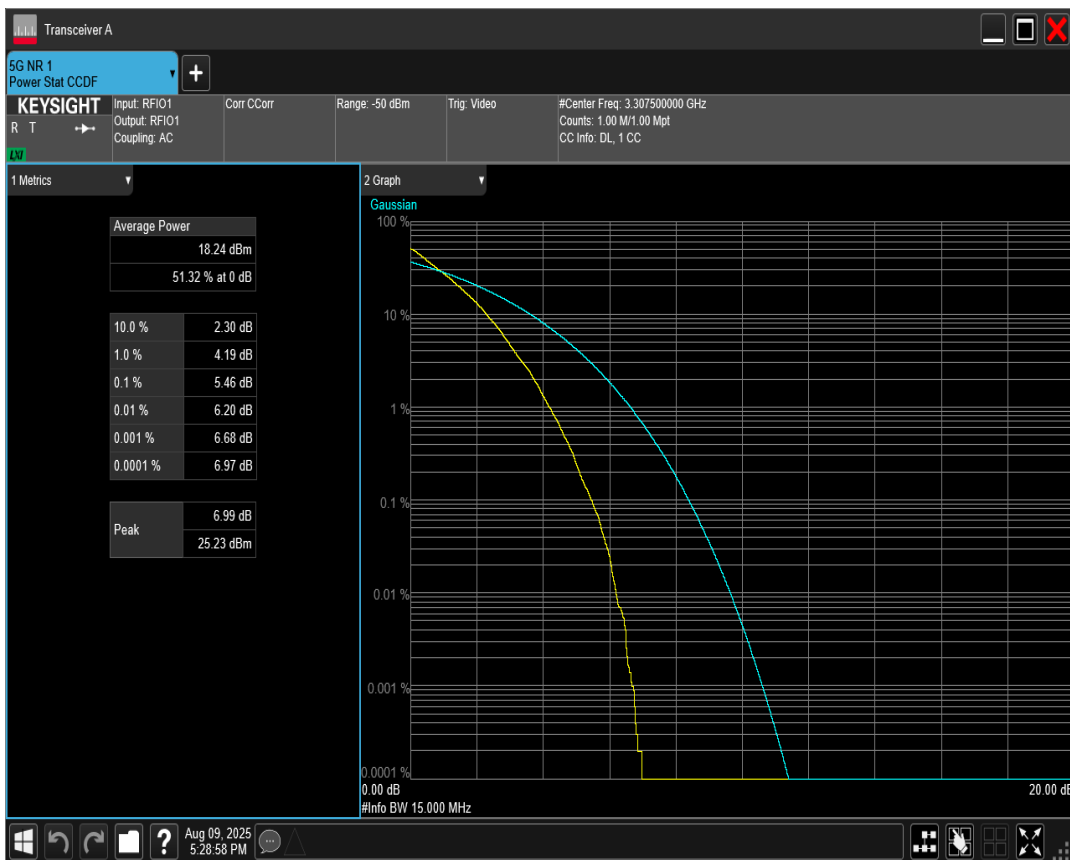 Transceiver A
5G NR 1
Power Stat CCDF
KEYSIGHT
R T
LXI
Input: RFIO1
Output: RFIO1
Coupling: AC
Corr CCorr
Range: -50 dBm
Trig: Video
#Center Freq: 3.307500000 GHz
Counts: 1.00 M/1.00 Mpt
CC Info: DL, 1 CC
1 Metrics
Average Power
18.24 dBm
51.32 % at 0 dB
10.0 % 2.30 dB
1.0 % 4.19 dB
0.1 % 5.46 dB
0.01 % 6.20 dB
0.001 % 6.68 dB
0.0001 % 6.97 dB
Peak 6.99 dB
25.23 dBm
2 Graph
Gaussian
100 %
10 %
1 %
0.1 %
0.01 %
0.001 %
0.0001 %
0.00 dB 20.00 dB
#Info BW 15.000 MHz
? Aug 09, 2025
5:28:58 PM